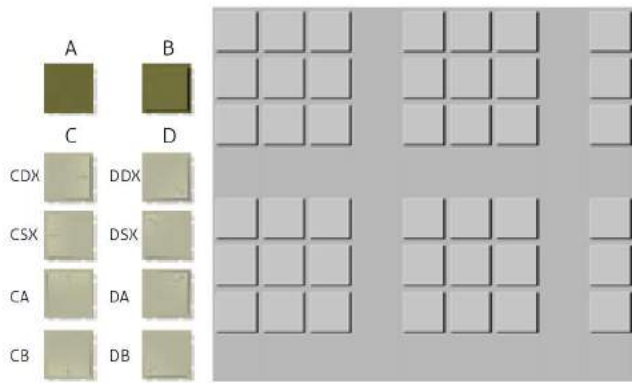 A B
C D
CDX DDX
CSX DSX
CA DA
CB DB